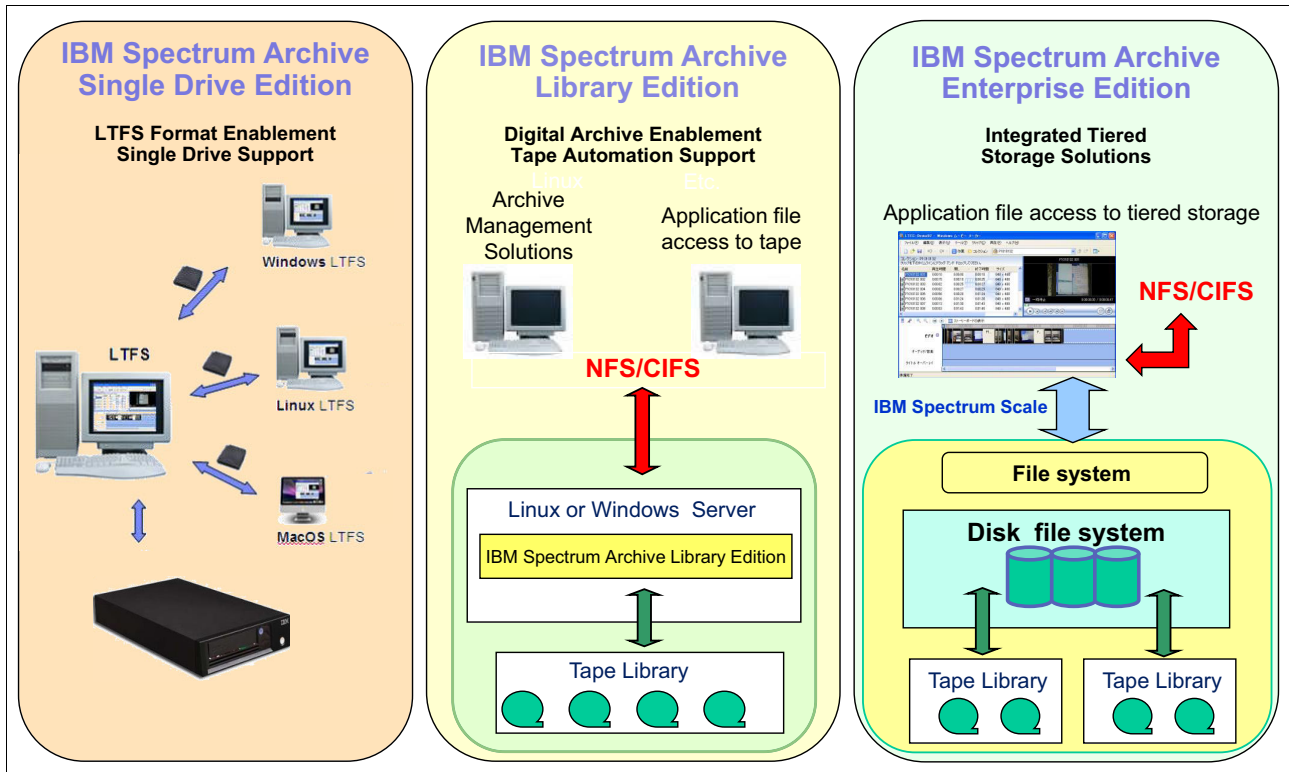 IBM Spectrum Archive
Single Drive Edition
LTFS Format Enablement
Single Drive Support
Windows LTFS
LTFS
Linux LTFS
MacOS LTFS
IBM Spectrum Archive
Library Edition
Digital Archive Enablement
Tape Automation Support
Linux
Etc.
Archive
Management
Solutions
Application file
access to tape
NFS/CIFS
Linux or Windows Server
IBM Spectrum Archive Library Edition
Tape Library
IBM Spectrum Archive
Enterprise Edition
Integrated Tiered
Storage Solutions
Application file access to tiered storage
NFS/CIFS
IBM Spectrum Scale
File system
Disk file system
Tape Library
Tape Library